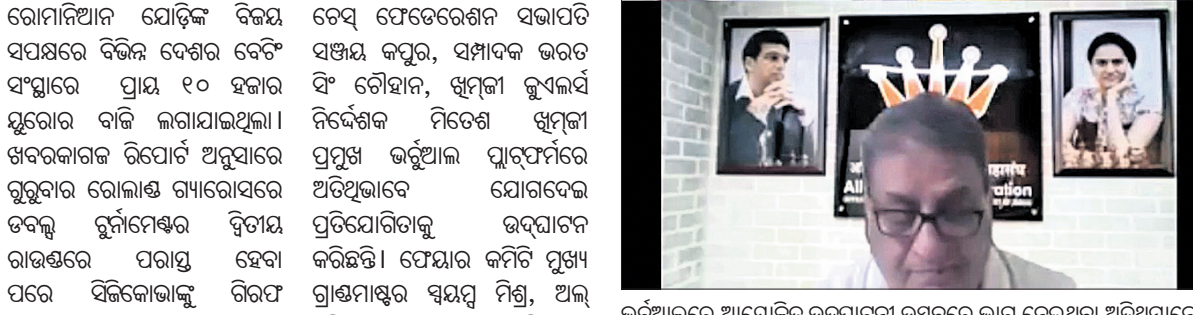 ରୋମାନିଆନ ଯୋଡ଼ିଙ୍କ ବିଜୟ
ସପକ୍ଷରେ ବିଭିନ୍ନ ଦେଶର ବେଟିଂ
ସଂସ୍ଥାରେ ପ୍ରାୟ ୧୦ ହଜାର
ୟୁରୋର ବାଜି ଲଗାଯାଇଥିଲା।
ଖବରକାଗଜ ରିପୋର୍ଟ ଅନୁସାରେ
ଗୁରୁବାର ରୋଲାଣ୍ଡ ଗ୍ୟାରୋସରେ
ଡବଲ୍ସ ଟୁର୍ନାମେଣ୍ଟର ଦ୍ୱିତୀୟ
ରାଉଣ୍ଡରେ ପରାସ୍ତ ହେବା
ପରେ ସିଜିକୋଭାଙ୍କୁ ଗିରଫ
ଚେସ୍ ଫେଡେରେଶନ ସଭାପତି
ସଞ୍ଜୟ କପୁର, ସମ୍ପାଦକ ଭରତ
ସିଂ ଚୌହାନ, ଖିମ୍‌ଜୀ ଜୁଏଲର୍ସ
ନିର୍ଦ୍ଦେଶକ ମିତେଶ ଖିମ୍‌ଜୀ
ପ୍ରମୁଖ ଭର୍ଚୁଆଲ ପ୍ଲାଟ୍‌ଫର୍ମରେ
ଅତିଥିଭାବେ ଯୋଗଦେଇ
ପ୍ରତିଯୋଗିତାକୁ ଉଦ୍‌ଘାଟନ
କରିଛନ୍ତି। ଫେୟାର କମିଟି ମୁଖ୍ୟ
ଗ୍ରାଣ୍ଡମାଷ୍ଟର ସ୍ୱୟମ୍ସ ମିଶ୍ର, ଅଲ୍
All